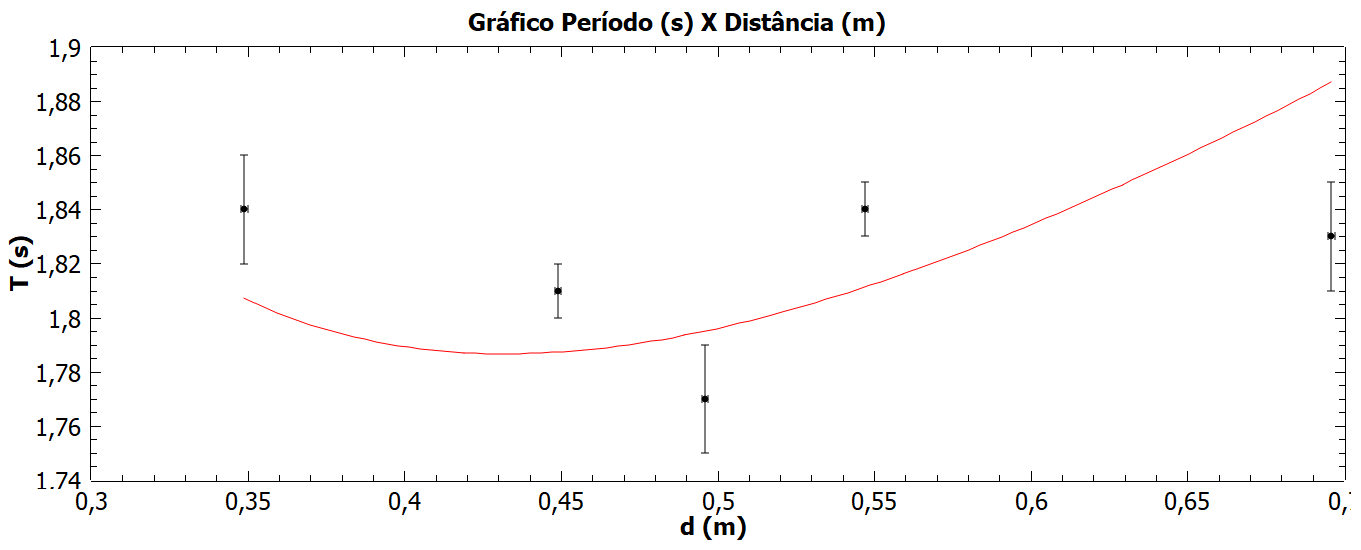 Gráfico Período (s) X Distância (m)
1,9
1,88
1,86
1,84
1,82
1,8
1,78
1,76
1,74
T (s)
0,3 0,35 0,4 0,45 0,5 0,55 0,6 0,65
d (m)